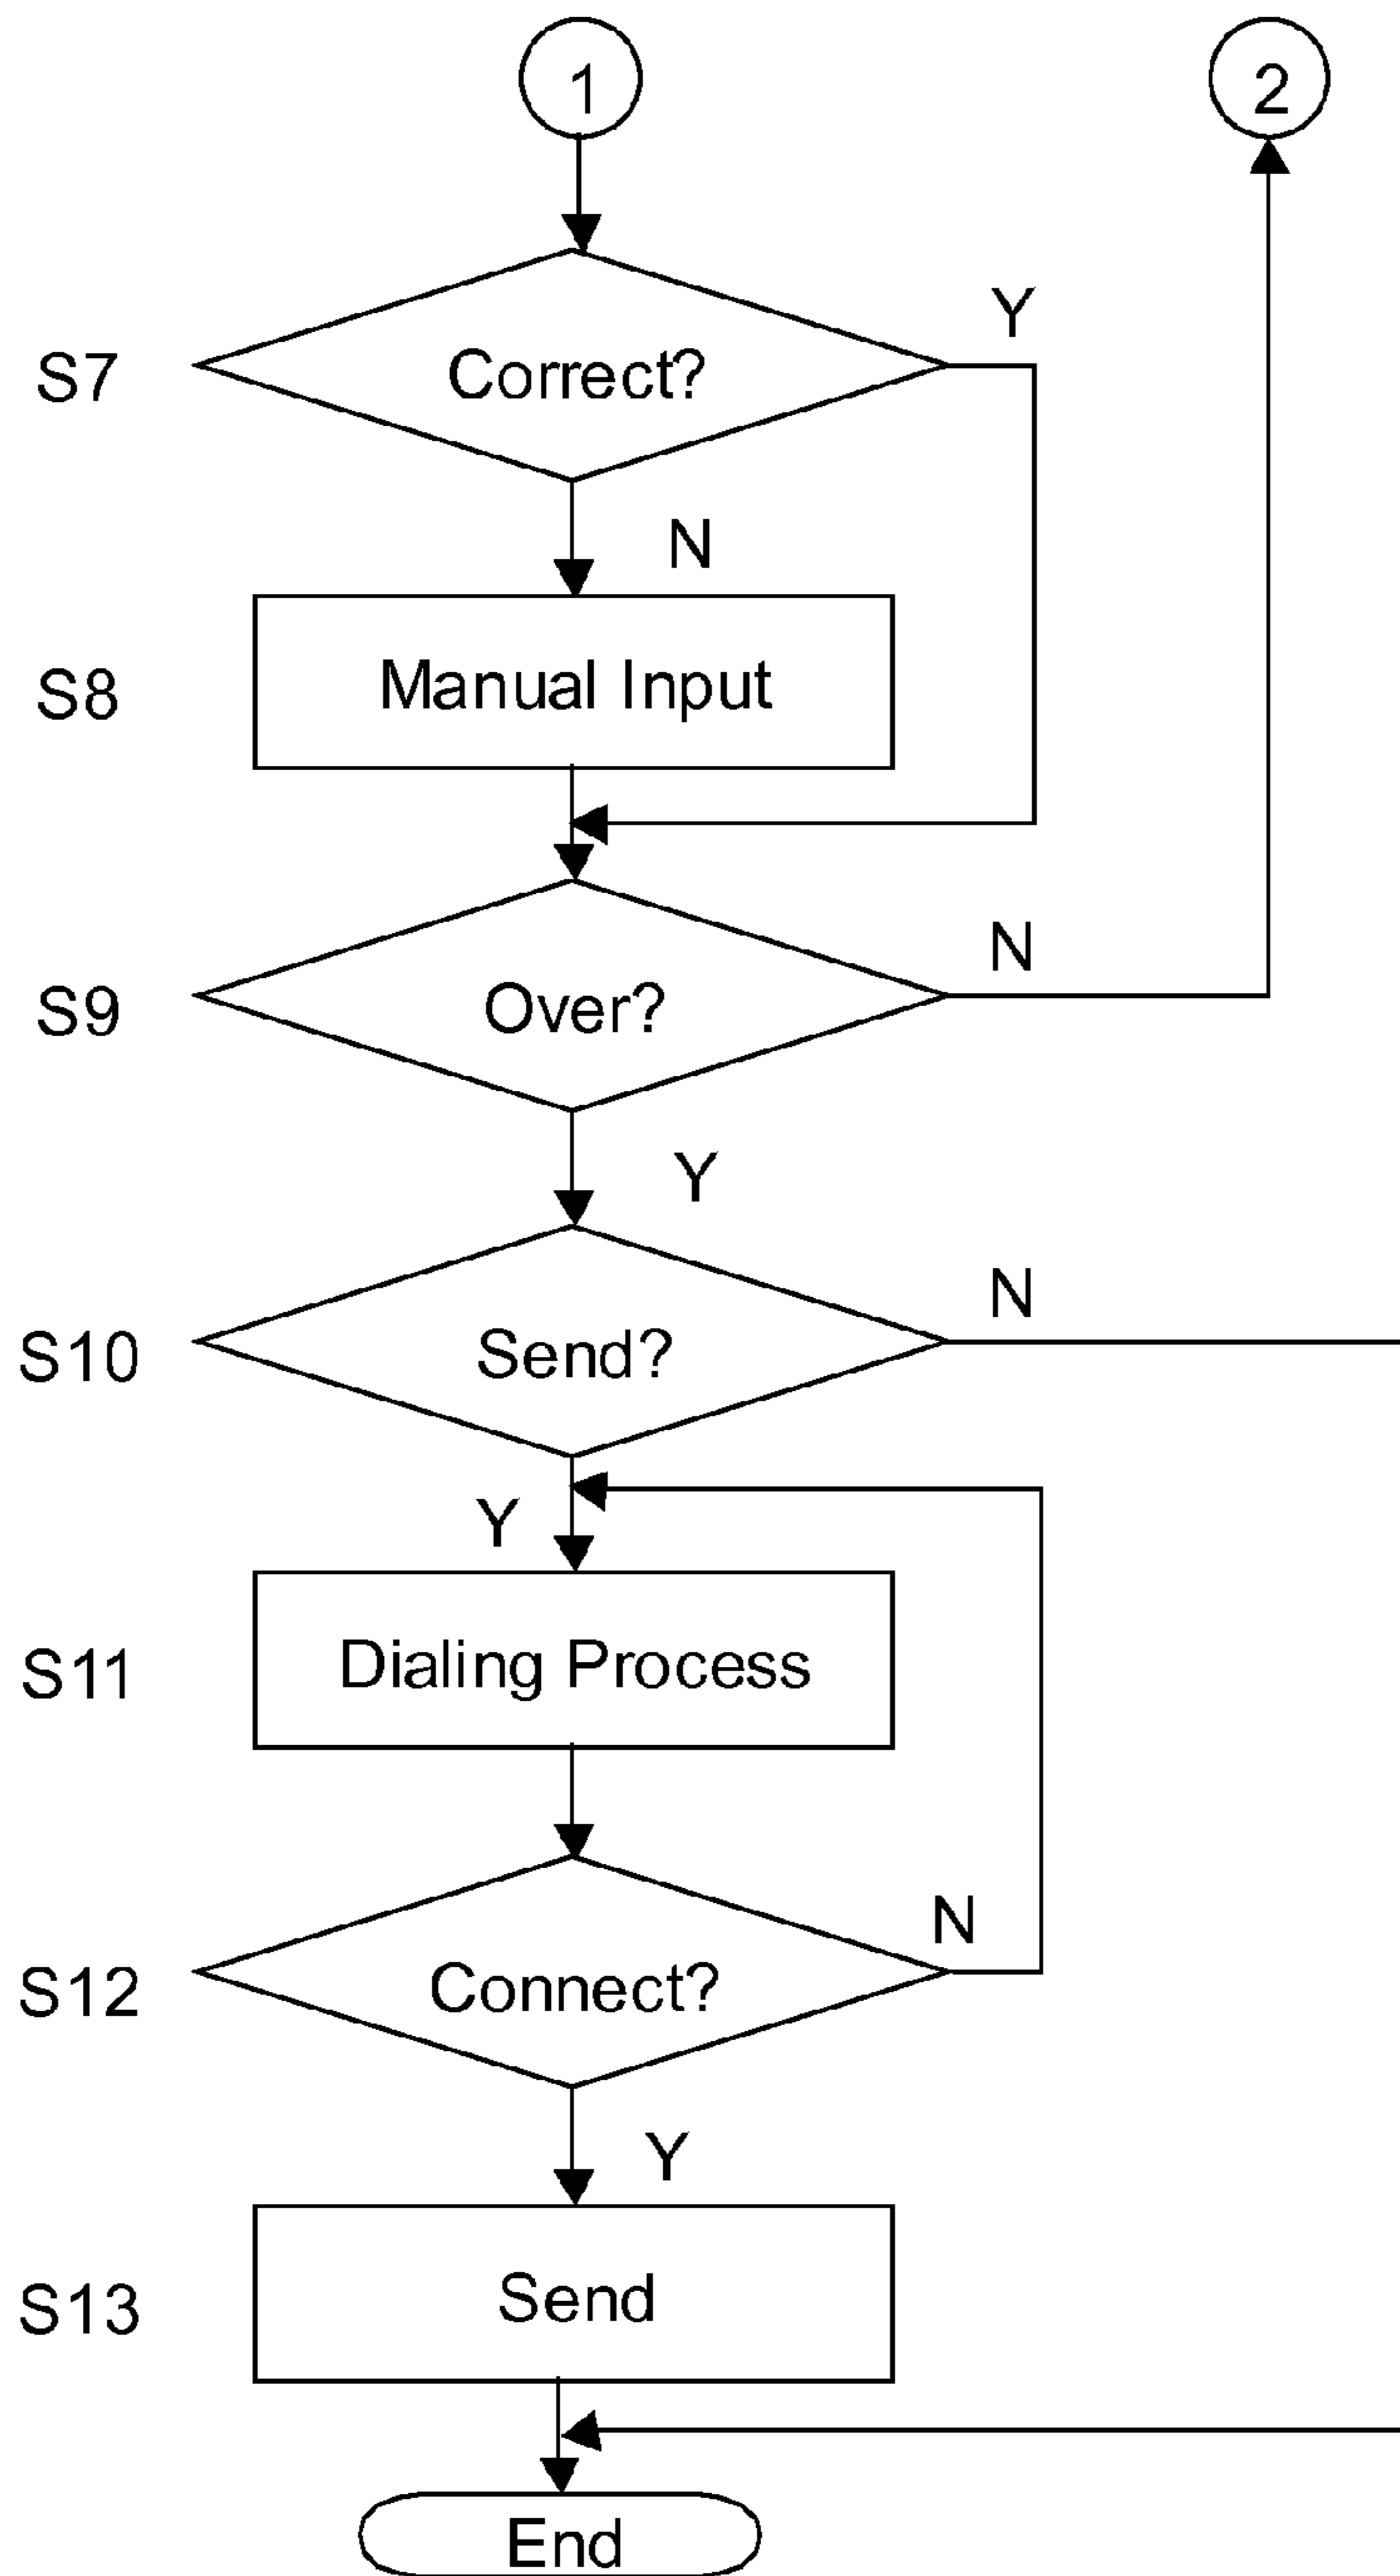 1
2
Y
S7
Correct?
N
S8
Manual Input
N
S9
Over?
Y
N
S10
Send?
Y
S11
Dialing Process
N
S12
Connect?
Y
S13
Send
End